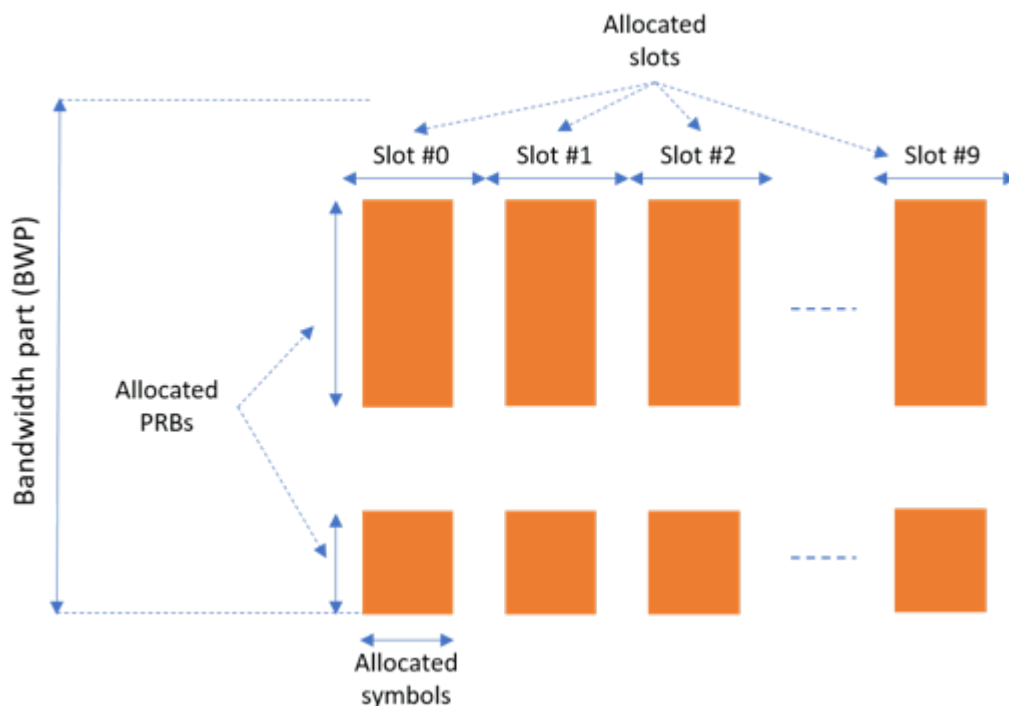 Allocated
slots
Slot #0
Slot #1
Slot #2
Slot #9
Bandwidth part (BWP)
Allocated
PRBs
Allocated
symbols